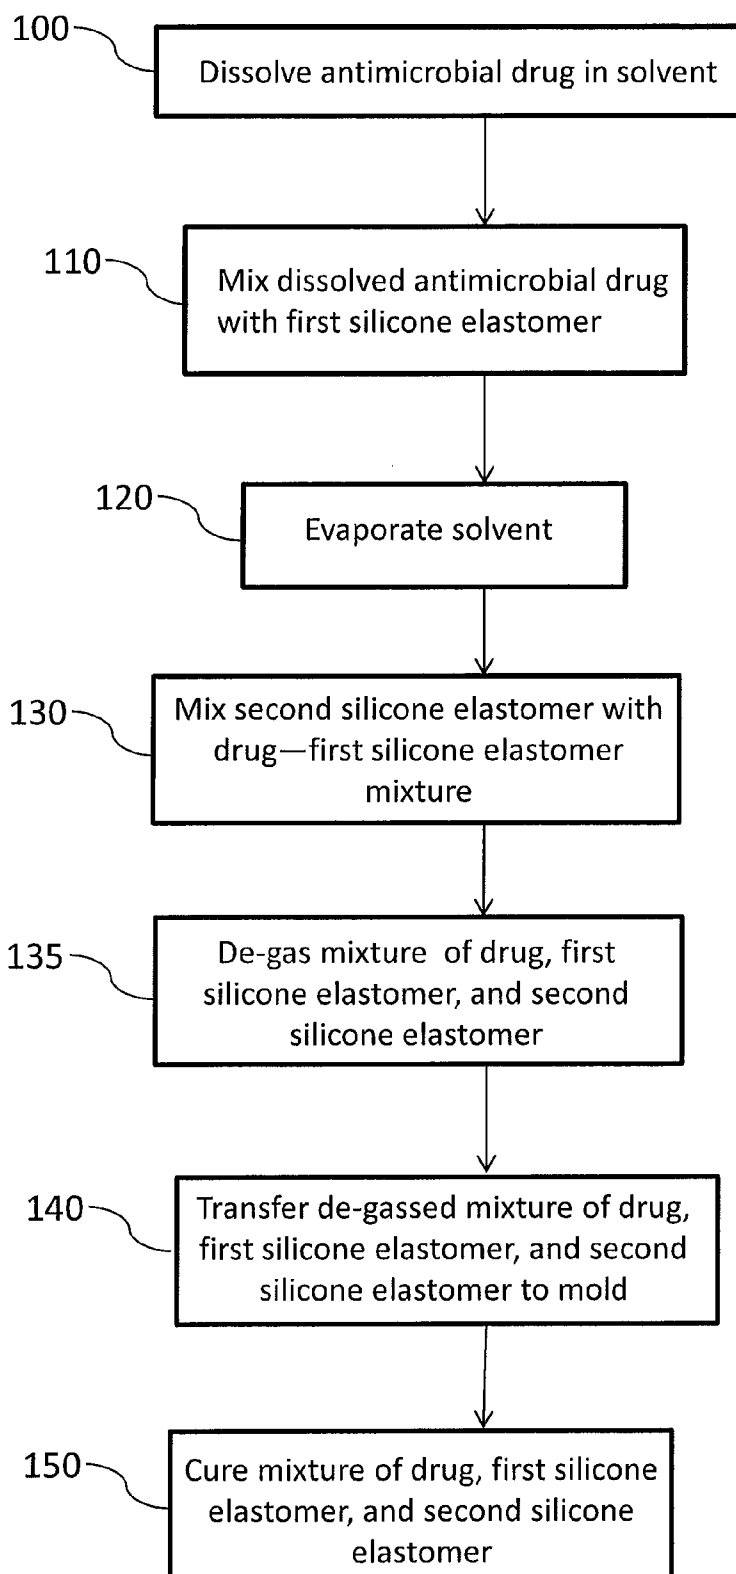 100
Dissolve antimicrobial drug in solvent
110
Mix dissolved antimicrobial drug
with first silicone elastomer
120
Evaporate solvent
130
Mix second silicone elastomer with
drug—first silicone elastomer
mixture
135
De-gas mixture of drug, first
silicone elastomer, and second
silicone elastomer
140
Transfer de-gassed mixture of drug,
first silicone elastomer, and second
silicone elastomer to mold
150
Cure mixture of drug, first silicone
elastomer, and second silicone
elastomer